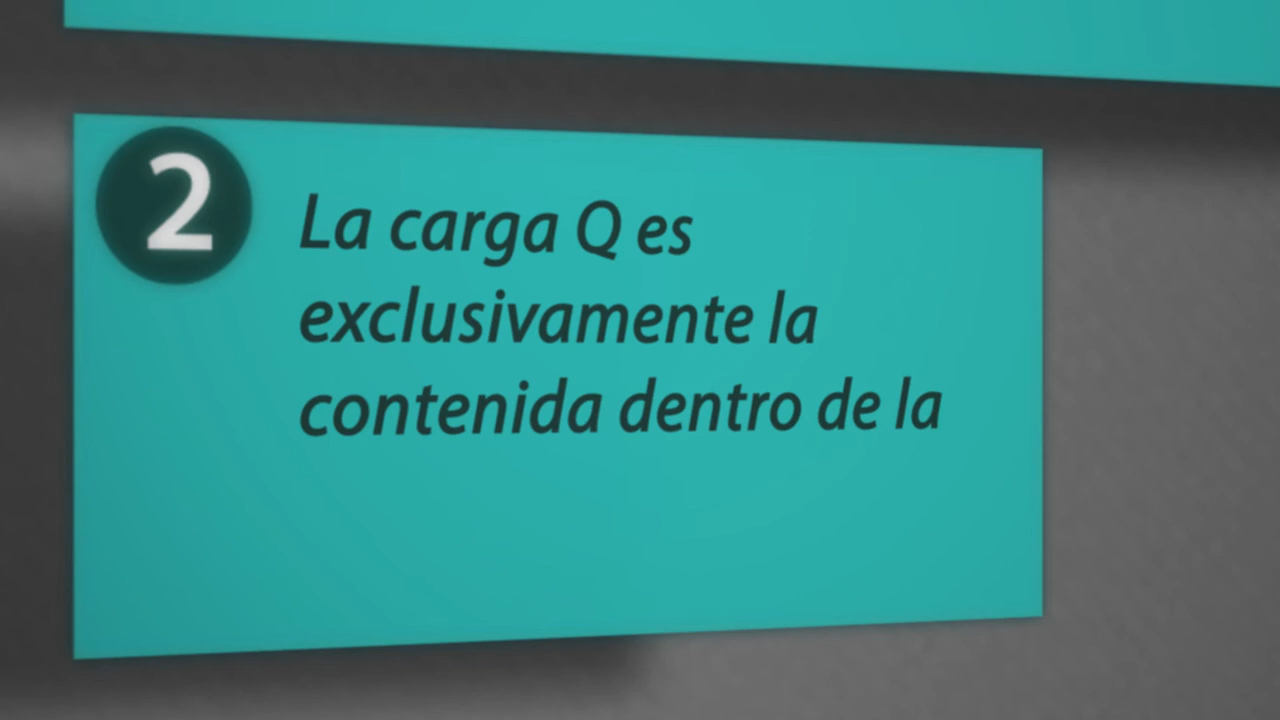 2
La carga Q es
exclusivamente la
contenida dentro de la